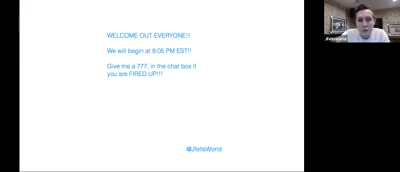 WELCOME OUT EVERYONE!!
We will begin at 9:05 PM EST!!
Give me a 777, in the chat box if
you are FIRED UP!!!
@JfeltsWorld